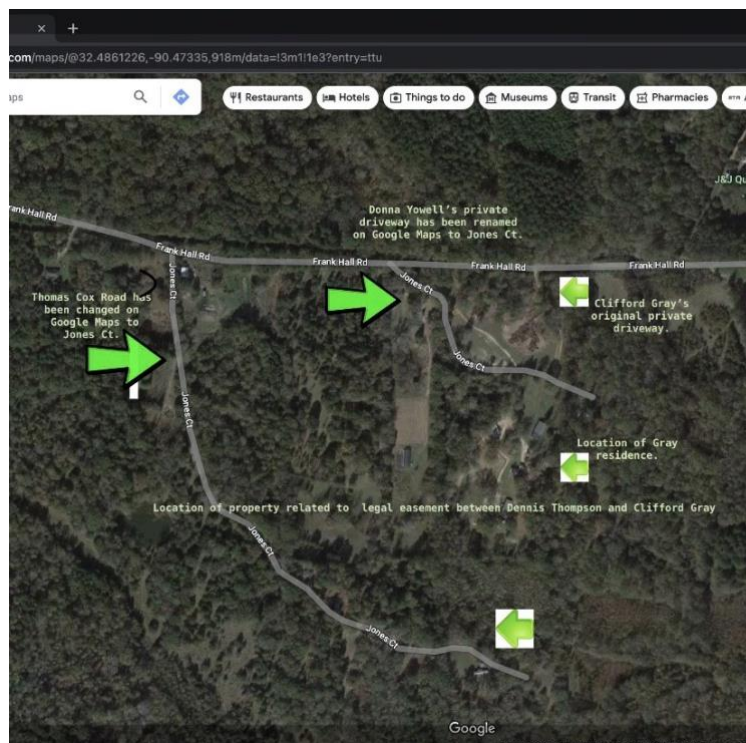 com/maps/@32.4861226,-90.47335,918m/data=!3m1!1e3?entry=ttu
aps
Restaurants
Hotels
Things to do
Museums
Transit
Pharmacies
J&J Qu
rank Hall Rd
Donna Yowell's private
driveway has been renamed
on Google Maps to Jones Ct.
Frank Hall Rd
Frank Hall Rd
Frank Hall Rd
Frank Hall Rd
Jones Ct
Jones Ct
Thomas Cox Road has
been changed on
Google Maps to
Jones Ct.
Clifford Gray's
original private
driveway.
Jones Ct
Jones Ct
Location of Gray
residence.
Location of property related to legal easement between Dennis Thompson and Clifford Gray
Jones Ct
Jones Ct
Google